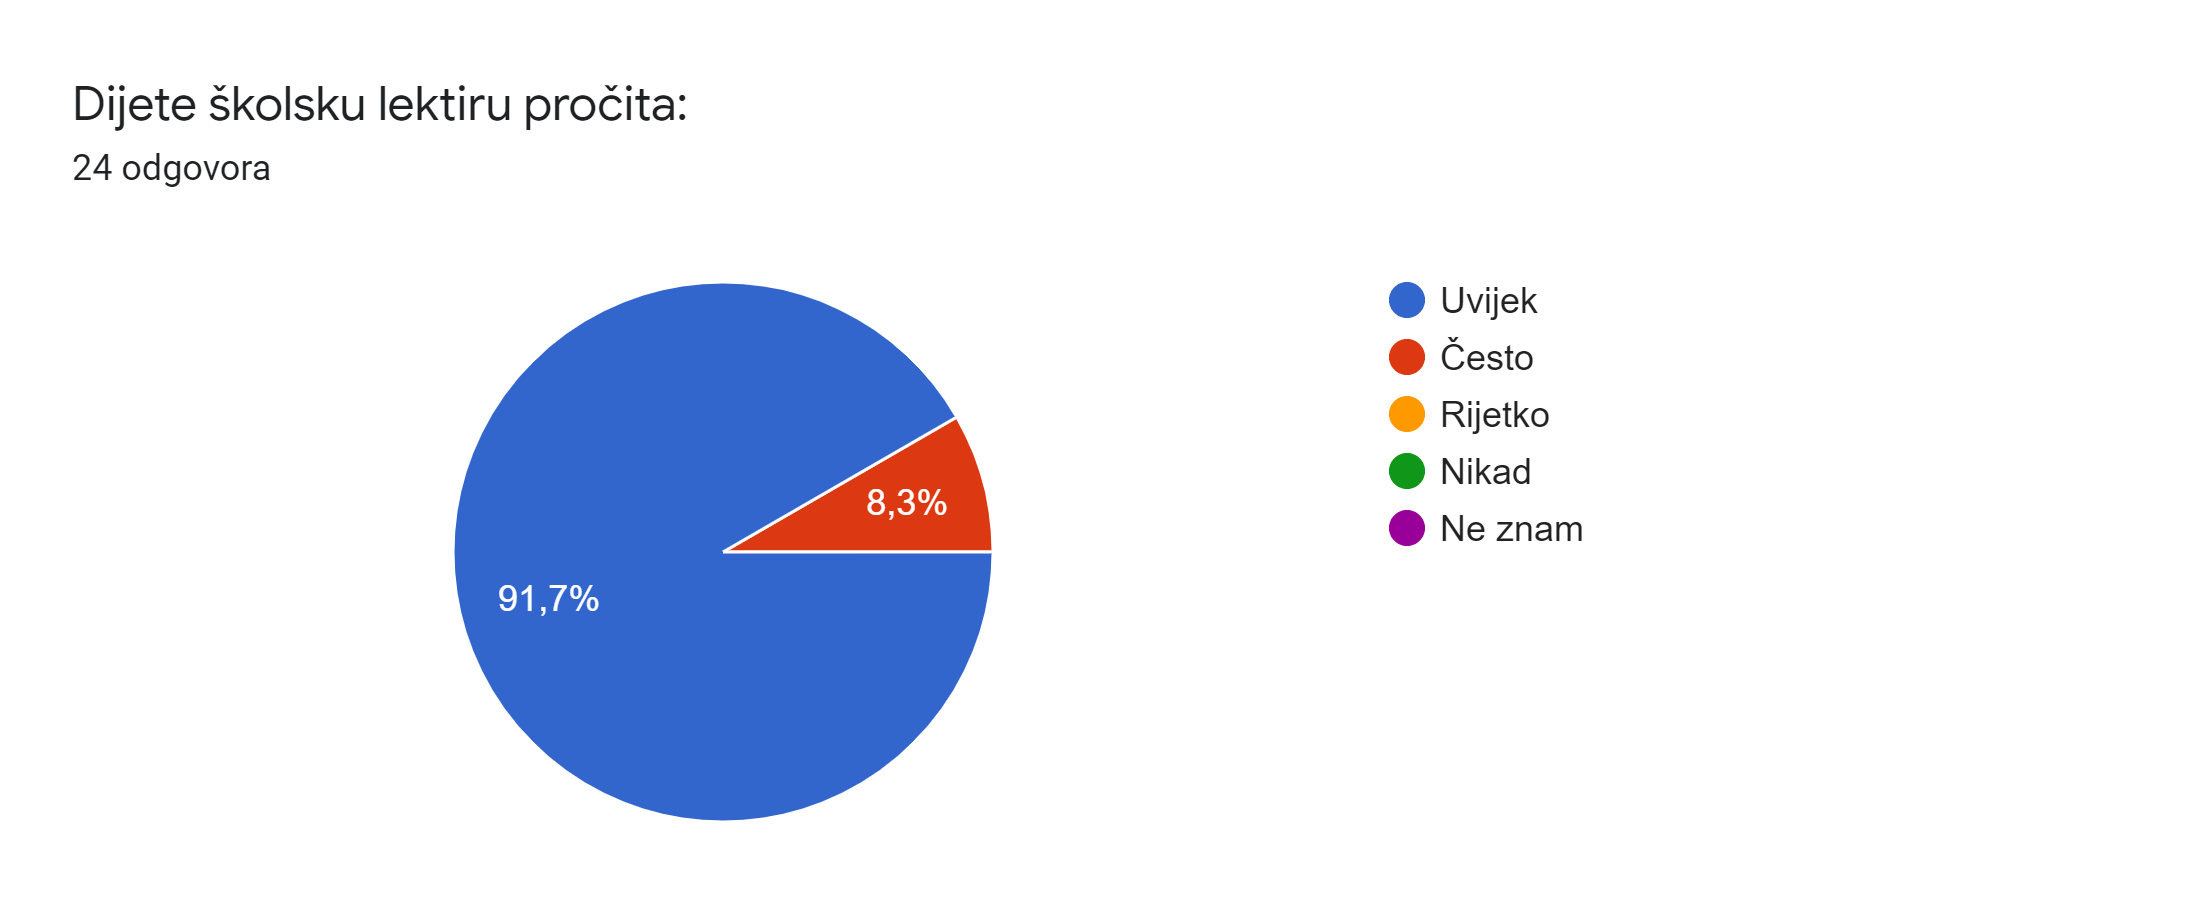 Dijete školsku lektiru pročita:
24 odgovora
Uvijek
Često
Rijetko
Nikad
Ne znam
8,3%
91,7%